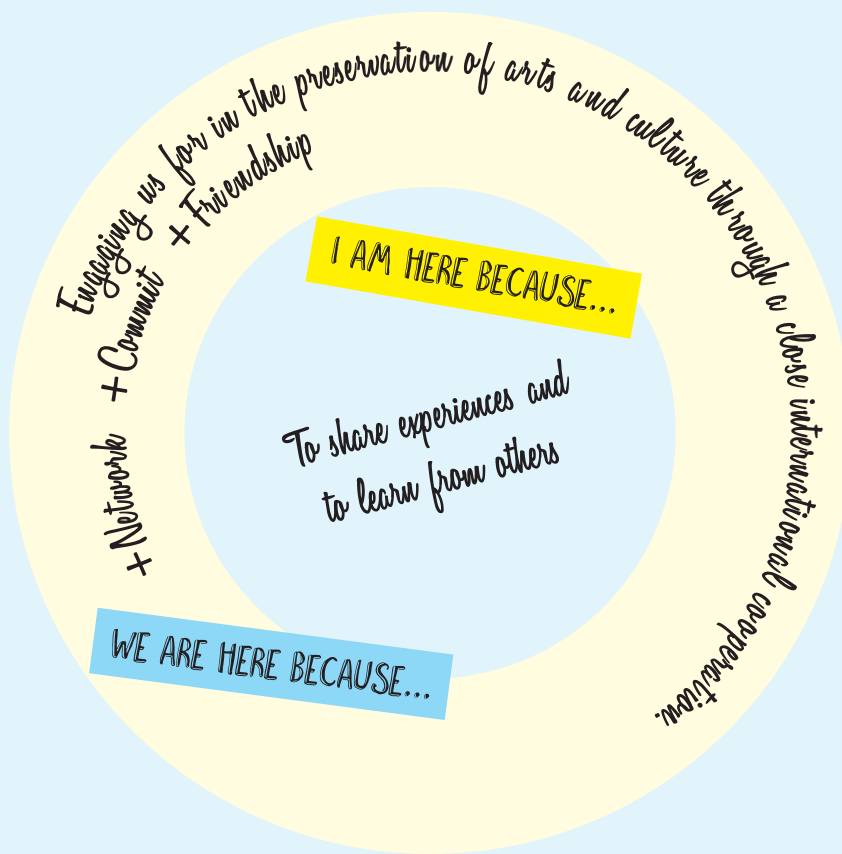 Engaging us for in the preservation of arts and culture through a close international cooperation.
+Network +Commit +Friendship
I AM HERE BECAUSE...
To share experiences and
to learn from others
WE ARE HERE BECAUSE...